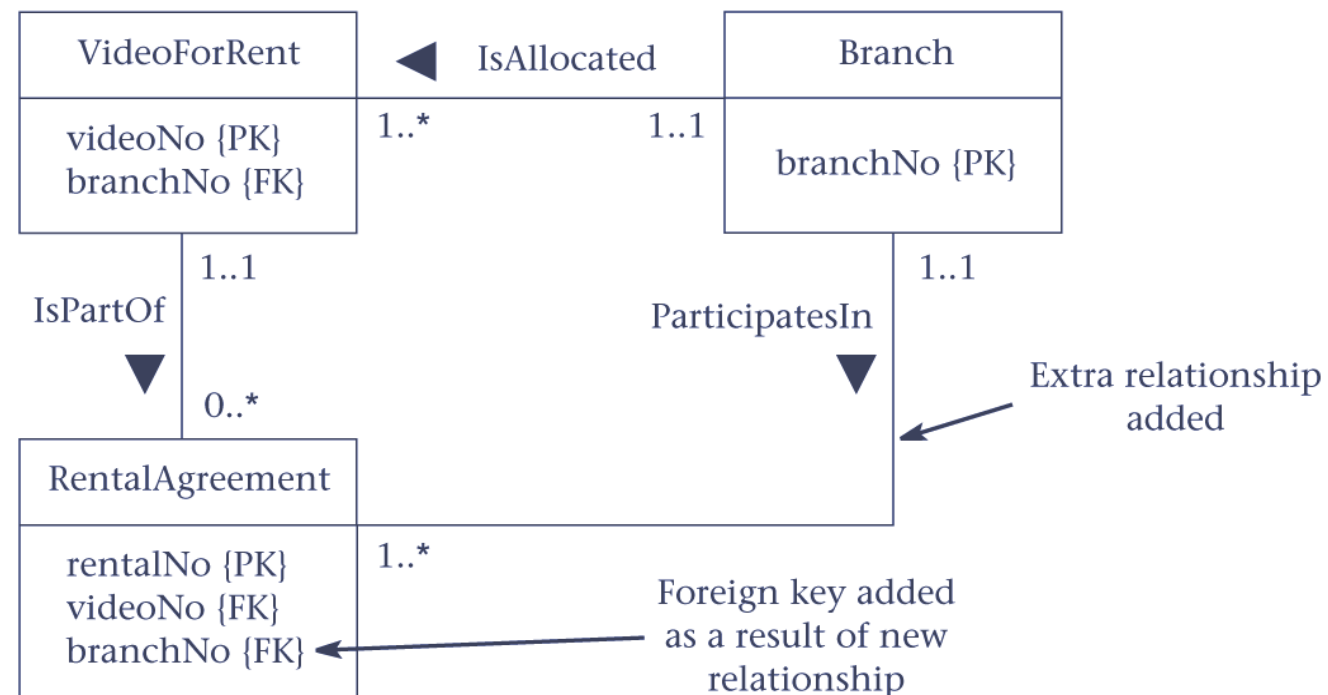 VideoForRent
IsAllocated
Branch
videoNo {PK}
branchNo {FK}
1..*
1..1
branchNo {PK}
1..1
1..1
IsPartOf
ParticipatesIn
Extra relationship
added
0..*
RentalAgreement
1..*
rentalNo {PK}
videoNo {FK}
branchNo {FK}
Foreign key added
as a result of new
relationship